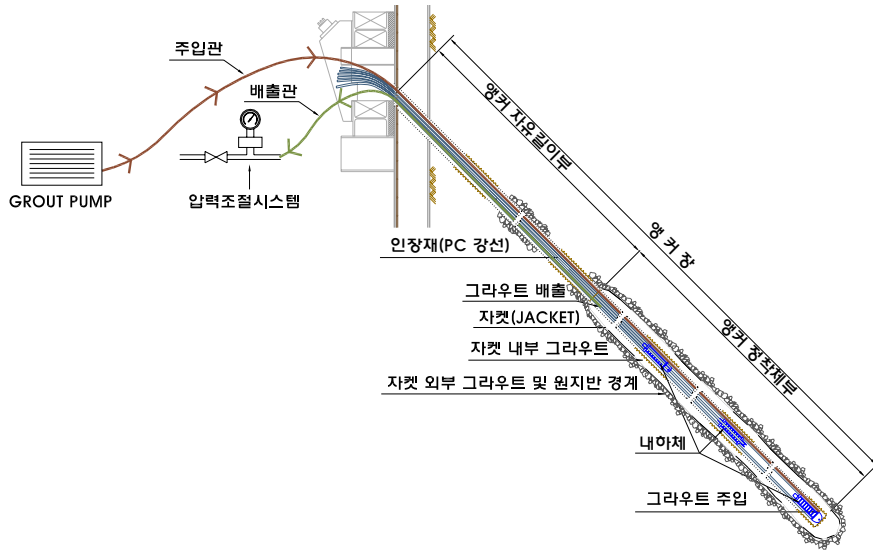 주입관
배출관
GROUT PUMP
압력조절시스템
앵커 자유길이부
앵 커 장
앵커 정착체부
인장재(PC 강선)
그라우트 배출
자켓(JACKET)
자켓 내부 그라우트
자켓 외부 그라우트 및 원지반 경계
내하체
그라우트 주입